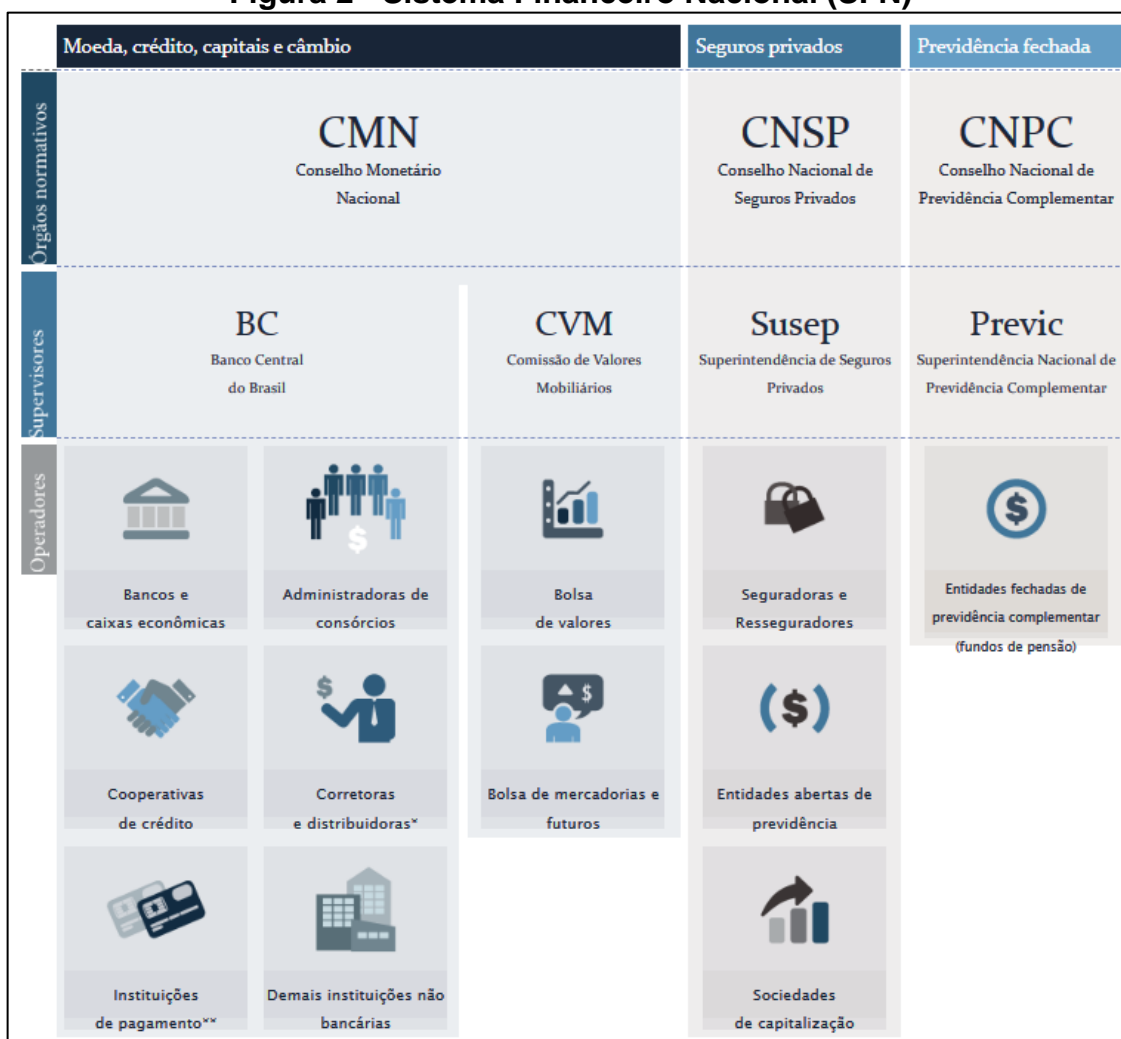 Moeda, crédito, capitais e câmbio
Seguros privados
Previdência fechada
Órgãos normativos
CMN
Conselho Monetário
Nacional
CNSP
Conselho Nacional de
Seguros Privados
CNPC
Conselho Nacional de
Previdência Complementar
Supervisores
BC
Banco Central
do Brasil
CVM
Comissão de Valores
Mobiliários
Susep
Superintendência de Seguros
Privados
Previc
Superintendência Nacional de
Previdência Complementar
Operadores
Bancos e
caixas econômicas
Administradoras de
consórcios
$
Bolsa
de valores
Seguradoras e
Resseguradores
$
Entidades fechadas de
previdência complementar
(fundos de pensão)
Cooperativas
de crédito
$
Corretoras
e distribuidoras*
$
Bolsa de mercadorias e
futuros
($)
Entidades abertas de
previdência
Instituições
de pagamento**
Demais instituições não
bancárias
Sociedades
de capitalização